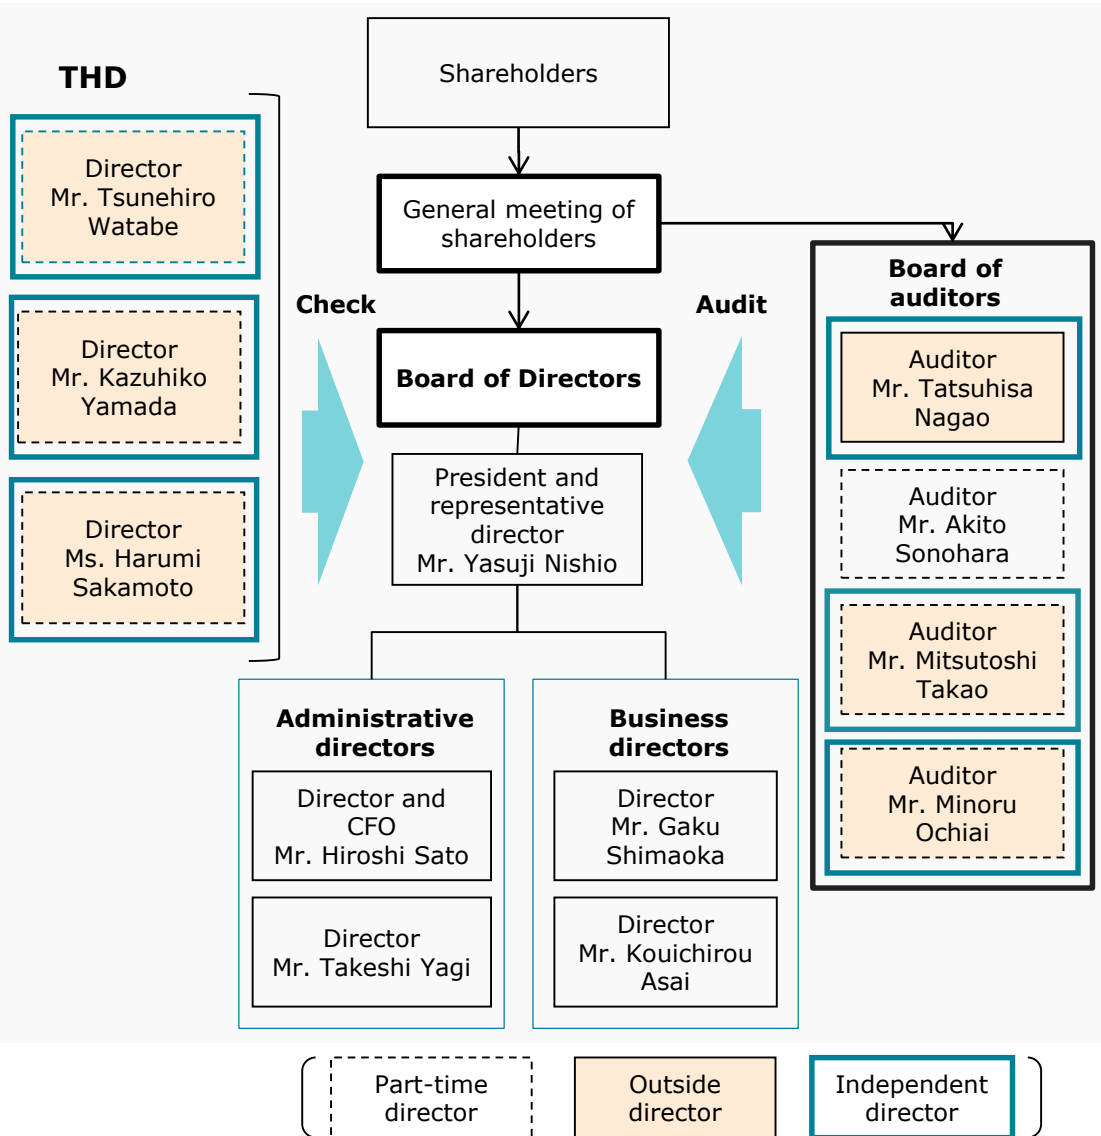 THD
Director
Mr. Tsunehiro
Watabe
Director
Mr. Kazuhiko
Yamada
Director
Ms. Harumi
Sakamoto
Shareholders
General meeting of
shareholders
Check
Audit
Board of Directors
President and
representative
director
Mr. Yasuji Nishio
Board of
auditors
Auditor
Mr. Tatsuhisa
Nagao
Auditor
Mr. Akito
Sonohara
Auditor
Mr. Mitsutoshi
Takao
Auditor
Mr. Minoru
Ochiai
Administrative
directors
Director and
CFO
Mr. Hiroshi Sato
Director
Mr. Takeshi Yagi
Business
directors
Director
Mr. Gaku
Shimaoka
Director
Mr. Kouichirou
Asai
Part-time
director
Outside
director
Independent
director